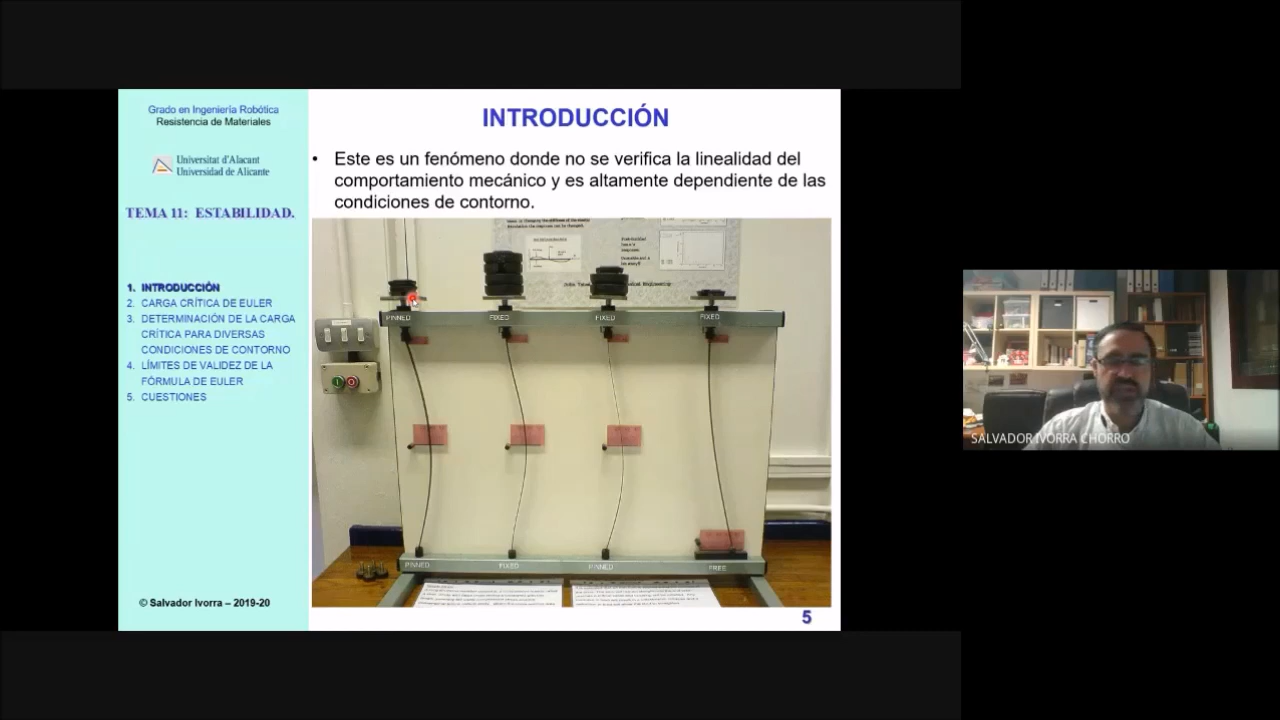 Grado en Ingeniería Robótica
Resistencia de Materiales
Universitat d'Alacant
Universidad de Alicante
TEMA 11: ESTABILIDAD.
1. INTRODUCCIÓN
2. CARGA CRÍTICA DE EULER
3. DETERMINACIÓN DE LA CARGA
CRÍTICA PARA DIVERSAS
CONDICIONES DE CONTORNO
4. LÍMITES DE VALIDEZ DE LA
FÓRMULA DE EULER
5. CUESTIONES
© Salvador Ivorra – 2019-20
INTRODUCCIÓN
• Este es un fenómeno donde no se verifica la linealidad del
comportamiento mecánico y es altamente dependiente de las
condiciones de contorno.
PINNED FIXED FIXED FIXED
PINNED FIXED PINNED FREE
5
SALVADOR IVORRA CHORRO